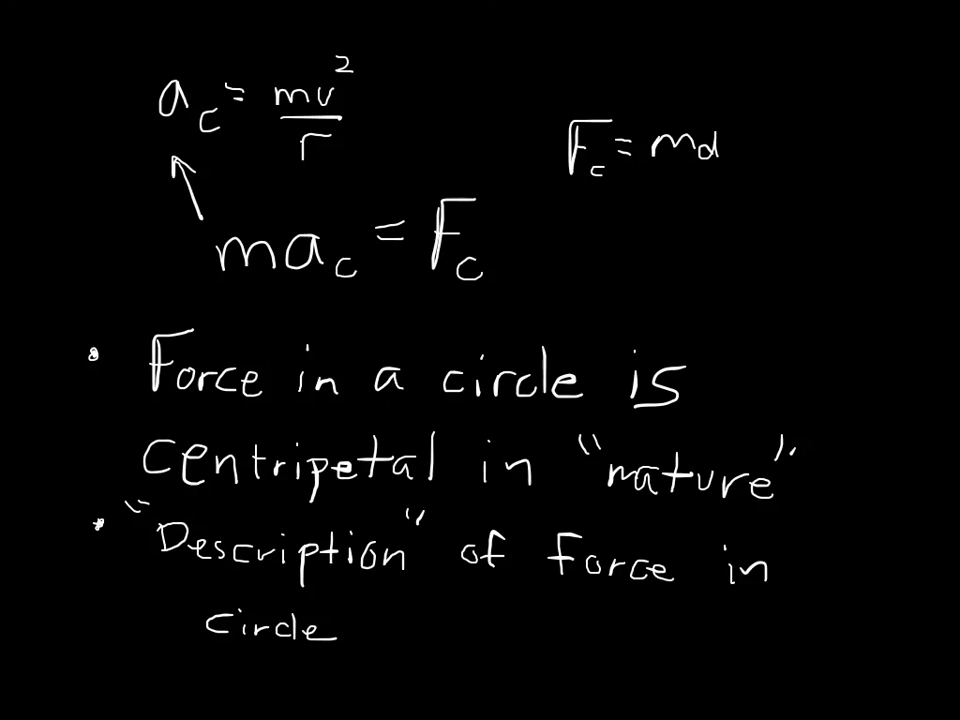 a_c = mv²/r
F_c = ma
ma_c = F_c
• Force in a circle is
centripetal in "nature"
• "Description" of force in
circle